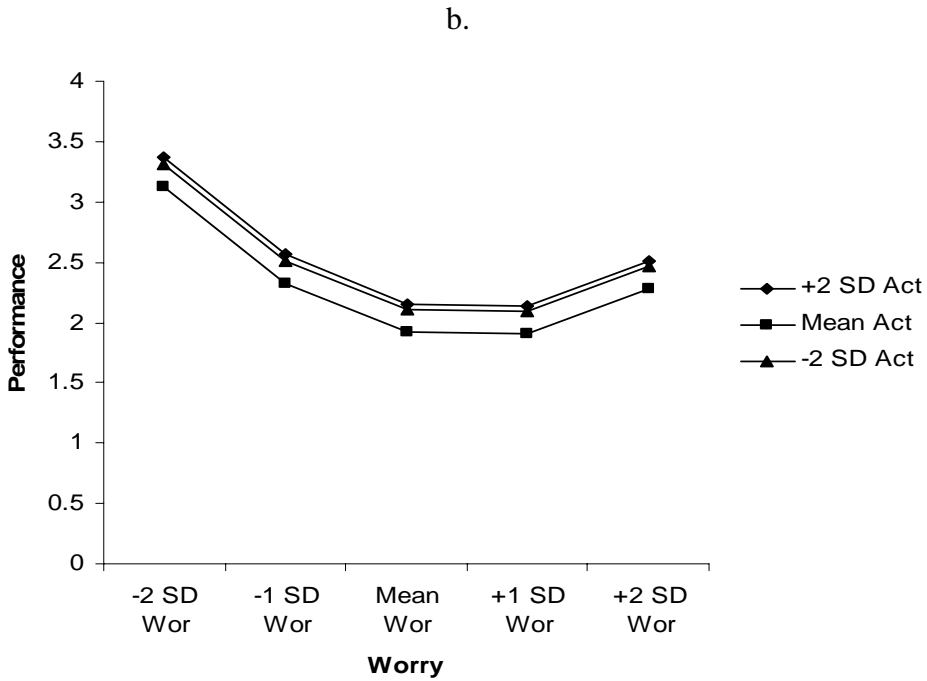 b.
4
3.5
3
2.5
2
1.5
1
0.5
0
Performance
-2 SD Wor
-1 SD Wor
Mean Wor
+1 SD Wor
+2 SD Wor
Worry
+2 SD Act
Mean Act
-2 SD Act